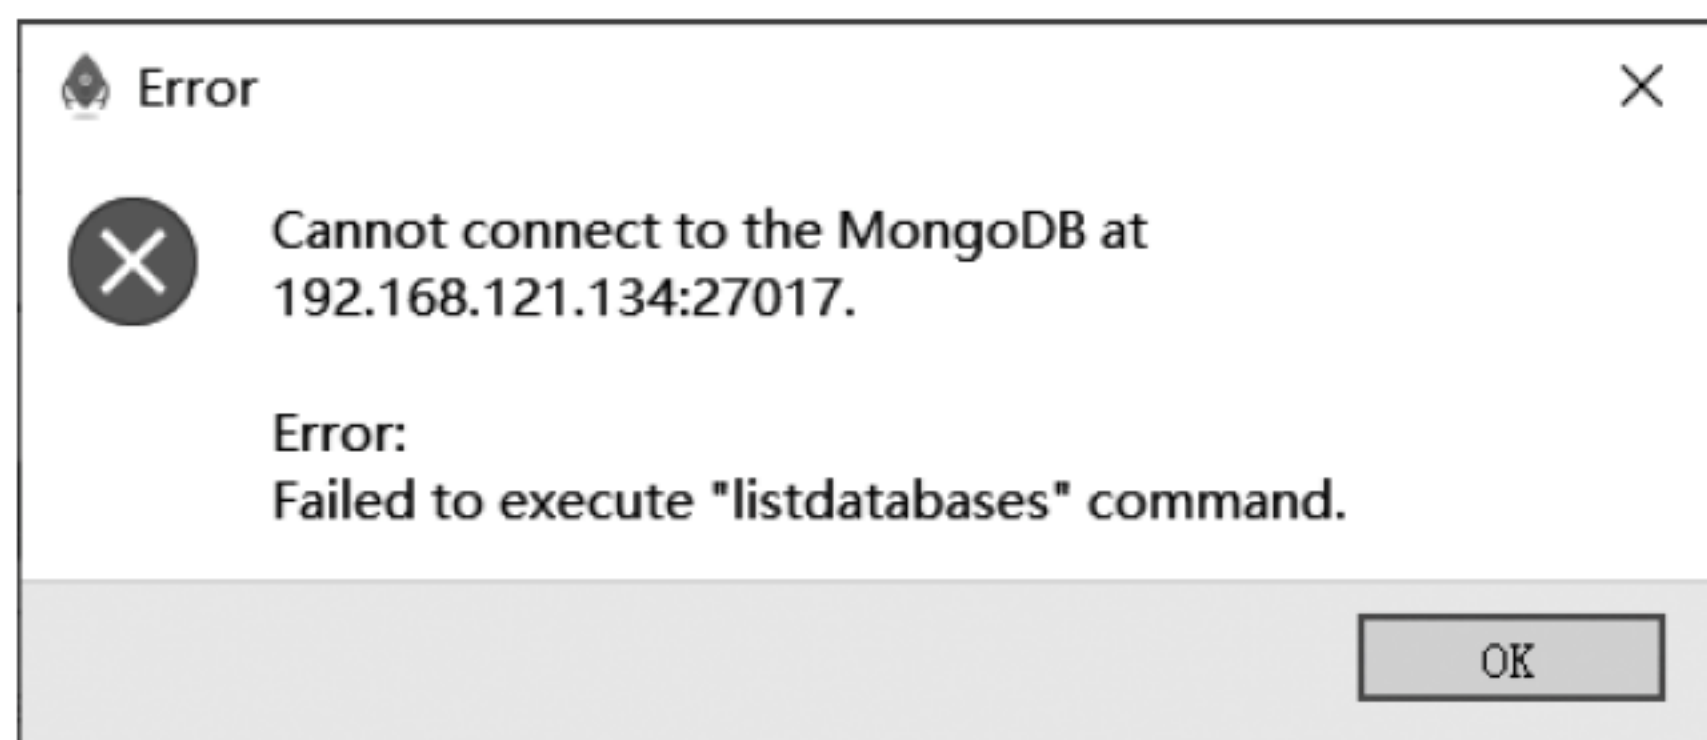 Error
Cannot connect to the MongoDB at
192.168.121.134:27017.
Error:
Failed to execute "listdatabases" command.
OK